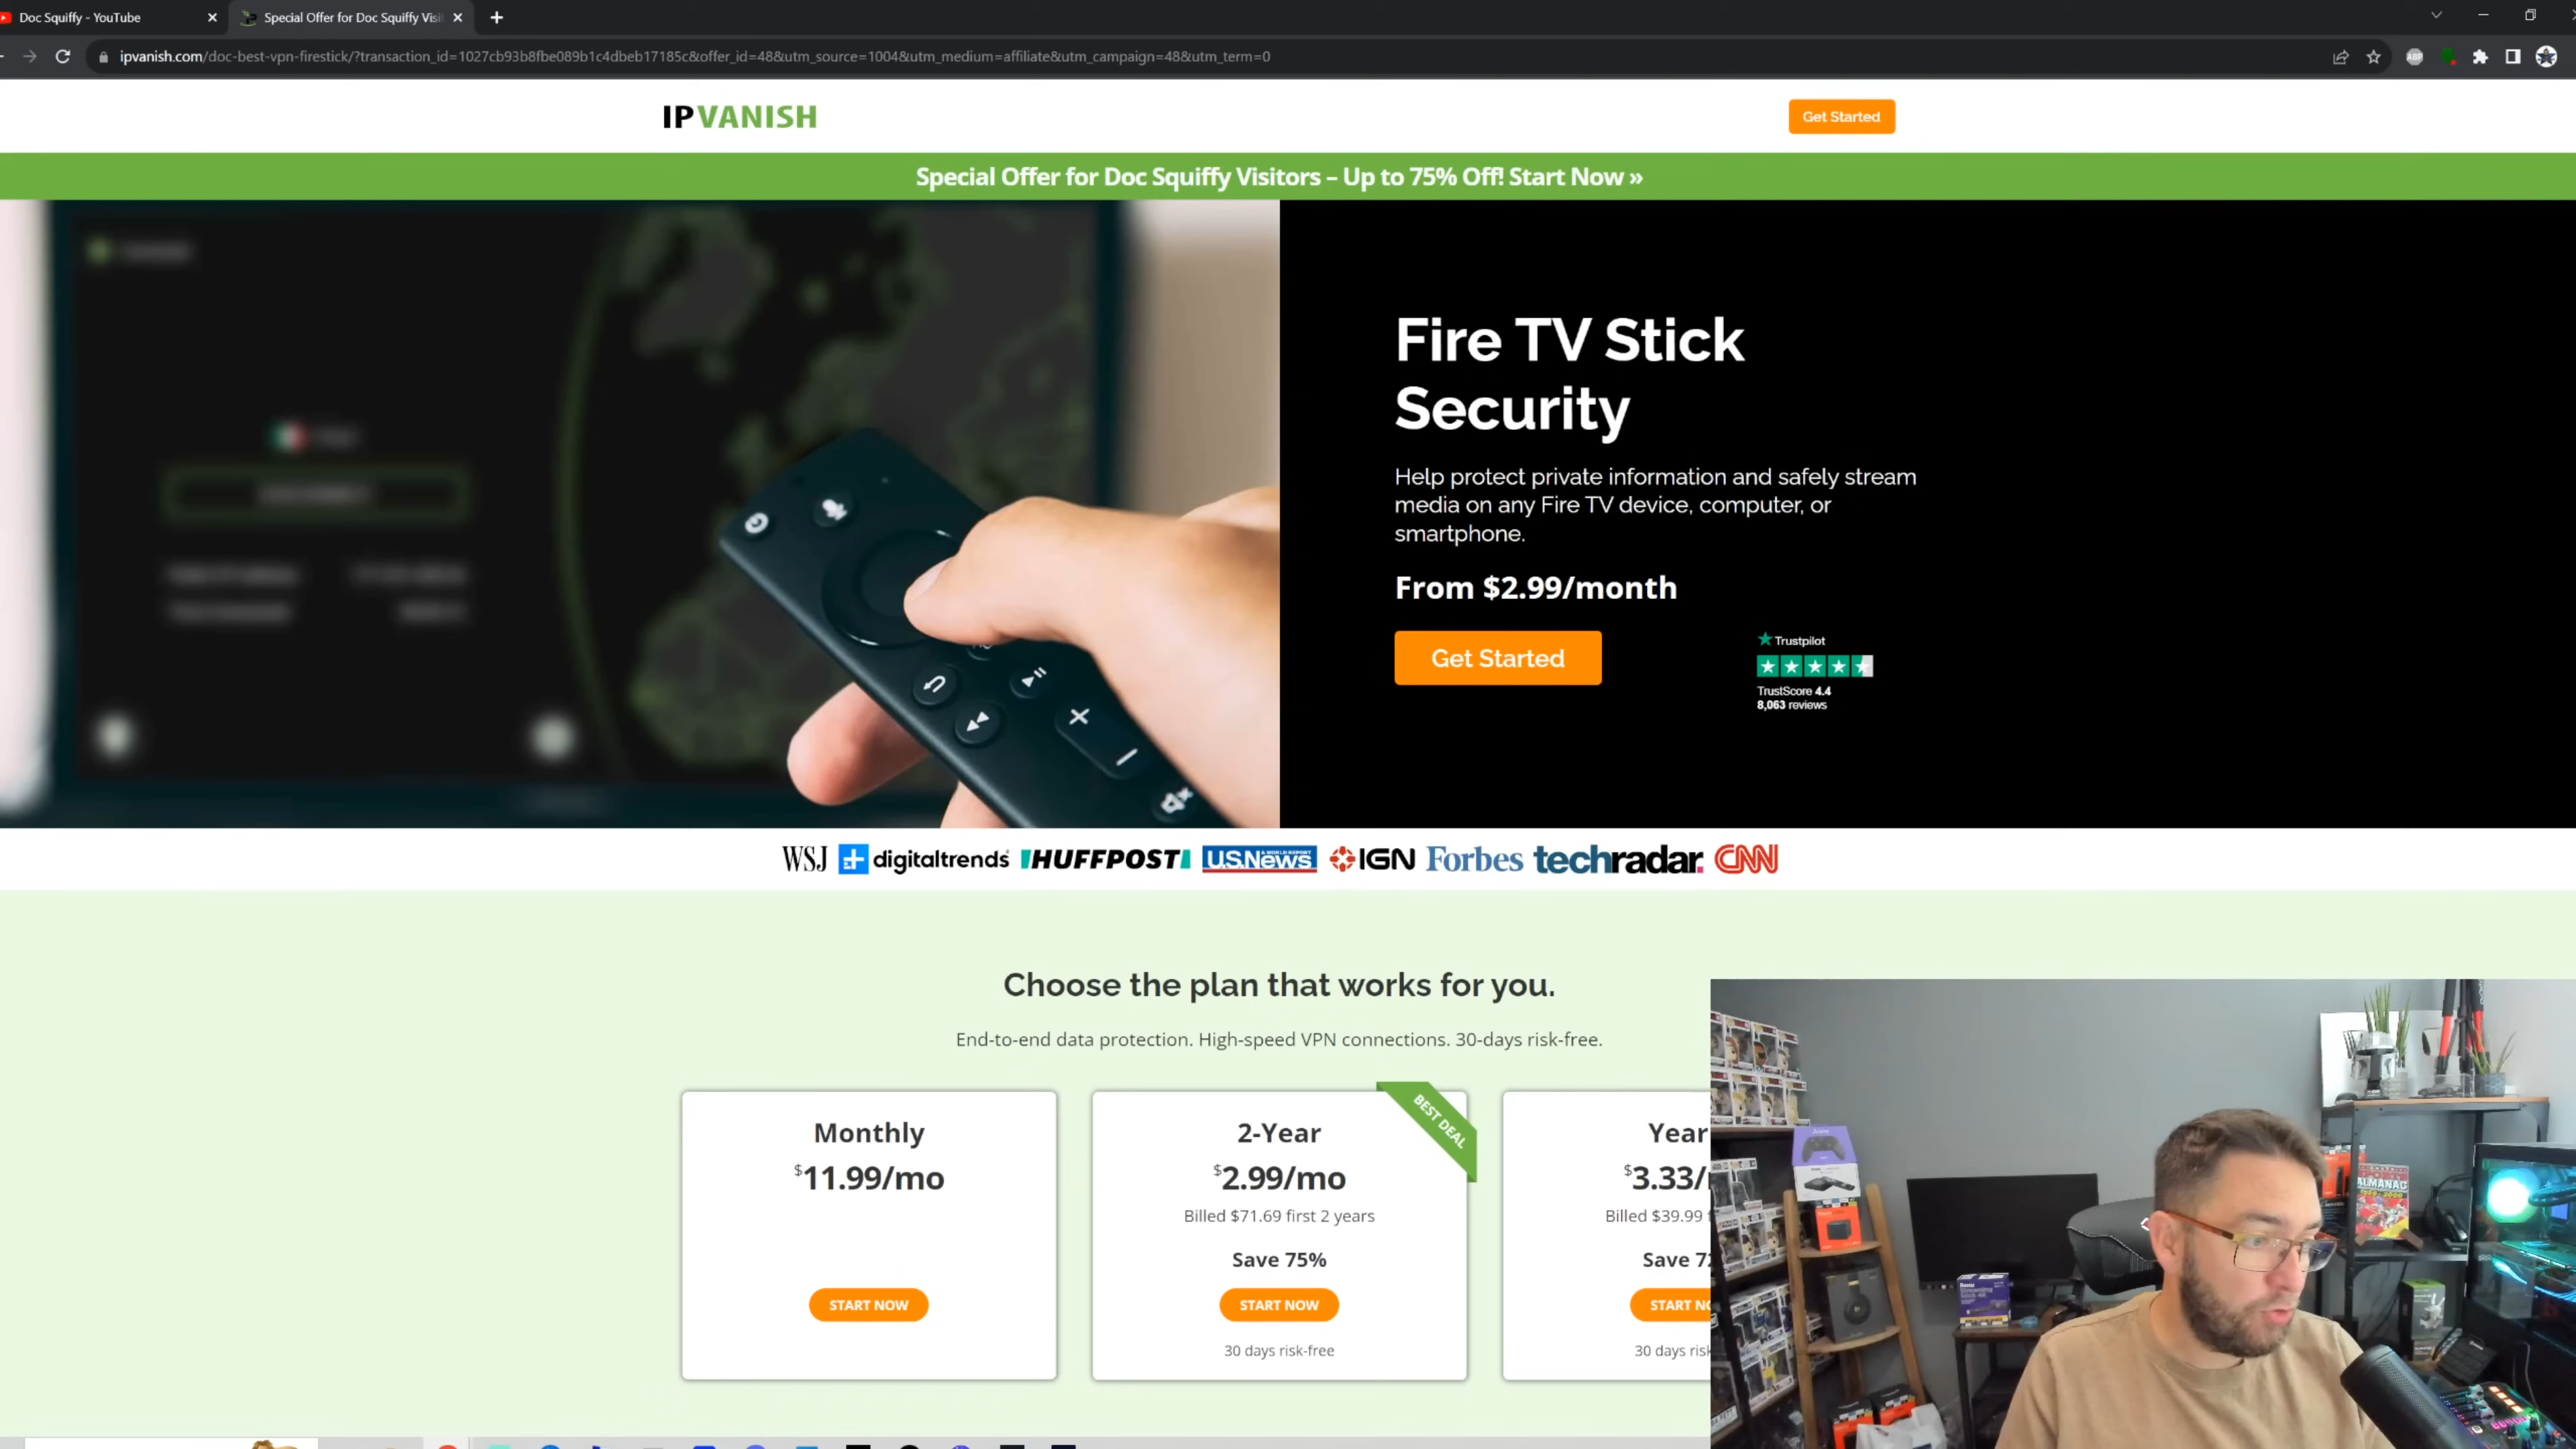 Doc Squiffy - YouTube
Special Offer for Doc Squiffy Visi
ipvanish.com/doc-best-vpn-firestick/?transaction_id=1027cb93b8fbe089b1c4dbeb17185c&offer_id=48&utm_source=1004&utm_medium=affiliate&utm_campaign=48&utm_term=0
ABP
IPVANISH
Get Started
Special Offer for Doc Squiffy Visitors – Up to 75% Off! Start Now »
Fire TV Stick
Security
Help protect private information and safely stream
media on any Fire TV device, computer, or
smartphone.
From $2.99/month
Get Started
Trustpilot
TrustScore 4.4
8,063 reviews
WSJ digitaltrends HUFFPOST U.S.News & WORLD REPORT IGN Forbes techradar. CNN
Choose the plan that works for you.
End-to-end data protection. High-speed VPN connections. 30-days risk-free.
Monthly
$11.99/mo
START NOW
BEST DEAL
2-Year
$2.99/mo
Billed $71.69 first 2 years
Save 75%
START NOW
30 days risk-free
Year
$3.33/
Billed $39.99
Save 7
START NO
30 days risk
ALMANAC